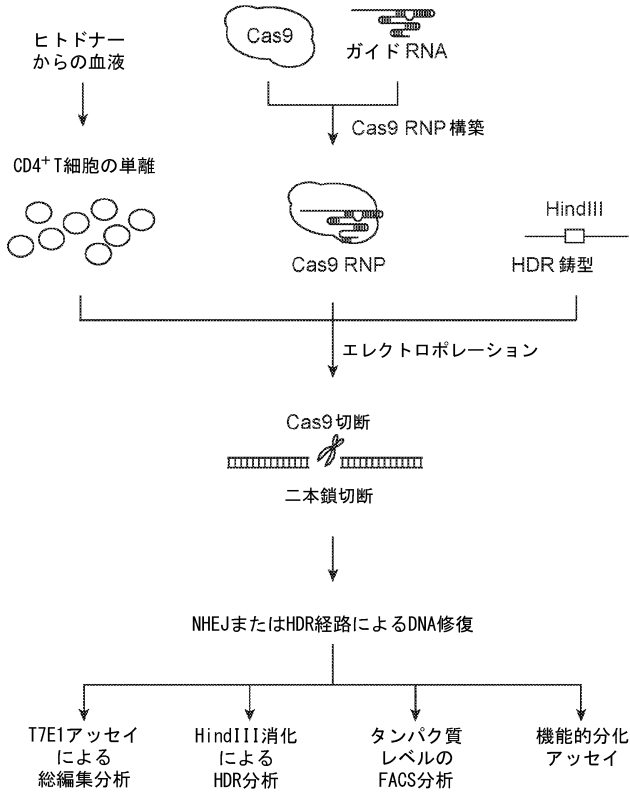 ヒトドナー
からの血液
Cas9
ガイドRNA
Cas9 RNP構築
CD4⁺T細胞の単離
Cas9 RNP
HindIII
HDR鋳型
エレクトロポレーション
Cas9切断
二本鎖切断
NHEJまたはHDR経路によるDNA修復
T7E1アッセイ
による
総編集分析
HindIII消化
による
HDR分析
タンパク質
レベルの
FACS分析
機能的分化
アッセイ